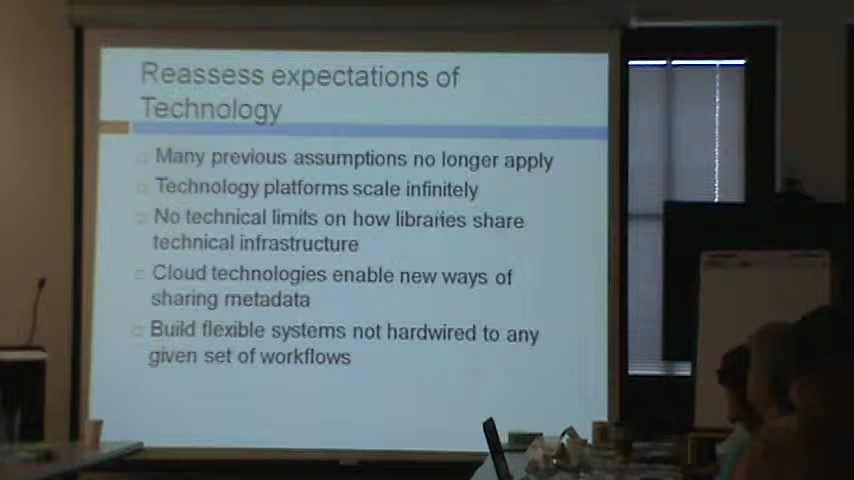 Reassess expectations of
Technology
Many previous assumptions no longer apply
Technology platforms scale infinitely
No technical limits on how libraries share
technical infrastructure
Cloud technologies enable new ways of
sharing metadata
Build flexible systems not hardwired to any
given set of workflows